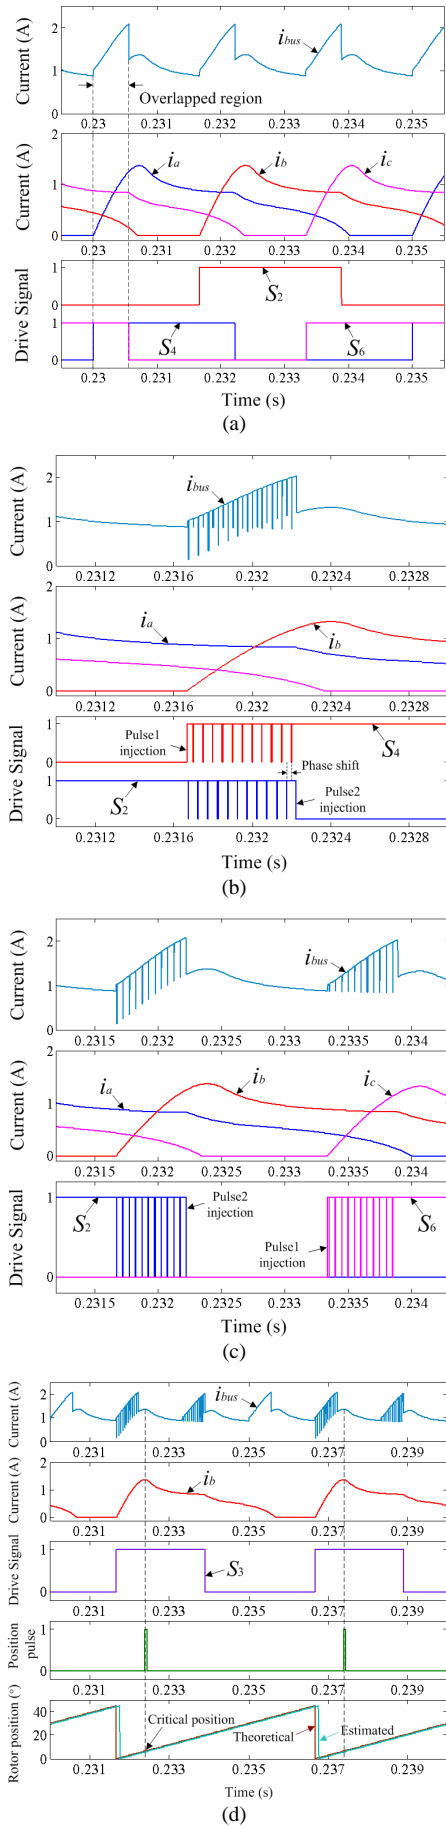 Current (A)
2
1
0
i_bus
Overlapped region
0.23 0.231 0.232 0.233 0.234 0.235
Current (A)
2
1
0
i_a
i_b
i_c
0.23 0.231 0.232 0.233 0.234 0.235
Drive Signal
1
0
S_2
1
0
S_4
S_6
0.23 0.231 0.232 0.233 0.234 0.235
Time (s)
(a)
Current (A)
2
1
0
i_bus
0.2312 0.2316 0.232 0.2324 0.2328
Current (A)
2
1
0
i_a
i_b
0.2312 0.2316 0.232 0.2324 0.2328
Drive Signal
1
0
Pulse1
injection
S_4
Phase shift
1
0
S_2
Pulse2
injection
0.2312 0.2316 0.232 0.2324 0.2328
Time (s)
(b)
Current (A)
2
1
0
i_bus
0.2315 0.232 0.2325 0.233 0.2335 0.234
Current (A)
2
1
0
i_a
i_b
i_c
0.2315 0.232 0.2325 0.233 0.2335 0.234
Drive Signal
1
0
S_2
Pulse2
injection
Pulse1
injection
S_6
0.2315 0.232 0.2325 0.233 0.2335 0.234
Time (s)
(c)
Current (A)
2
1
0
i_bus
0.231 0.233 0.235 0.237 0.239
Current (A)
2
1
0
i_b
0.231 0.233 0.235 0.237 0.239
Drive Signal
1
0
S_3
0.231 0.233 0.235 0.237 0.239
Position
pulse
1
0
0.231 0.233 0.235 0.237 0.239
Rotor position (°)
40
20
0
Critical position
Theoretical
Estimated
0.231 0.233 0.235 0.237 0.239
Time (s)
(d)